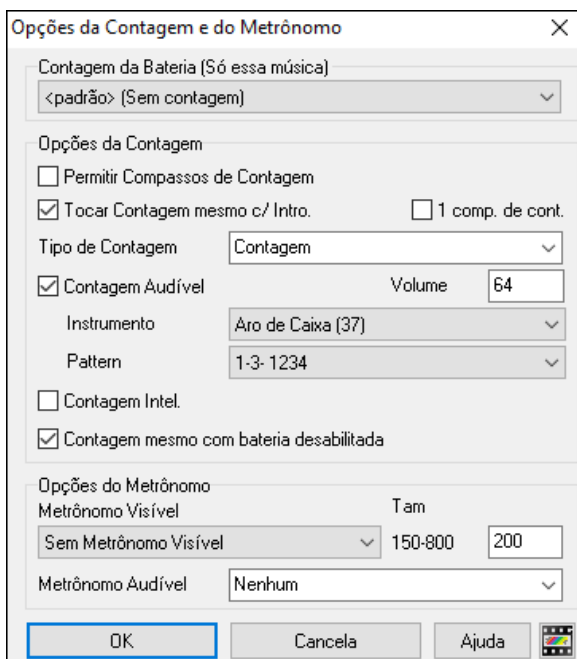 Opções da Contagem e do Metrônomo
Contagem da Bateria (Só essa música)
<padrão> (Sem contagem)
Opções da Contagem
Permitir Compassos de Contagem
Tocar Contagem mesmo c/ Intro. 1 comp. de cont.
Tipo de Contagem Contagem
Contagem Audível Volume 64
Instrumento Aro de Caixa (37)
Pattern 1-3- 1234
Contagem Intel.
Contagem mesmo com bateria desabilitada
Opções do Metrônomo
Metrônomo Visível Tam
Sem Metrônomo Visível 150-800 200
Metrônomo Audível Nenhum
OK Cancela Ajuda